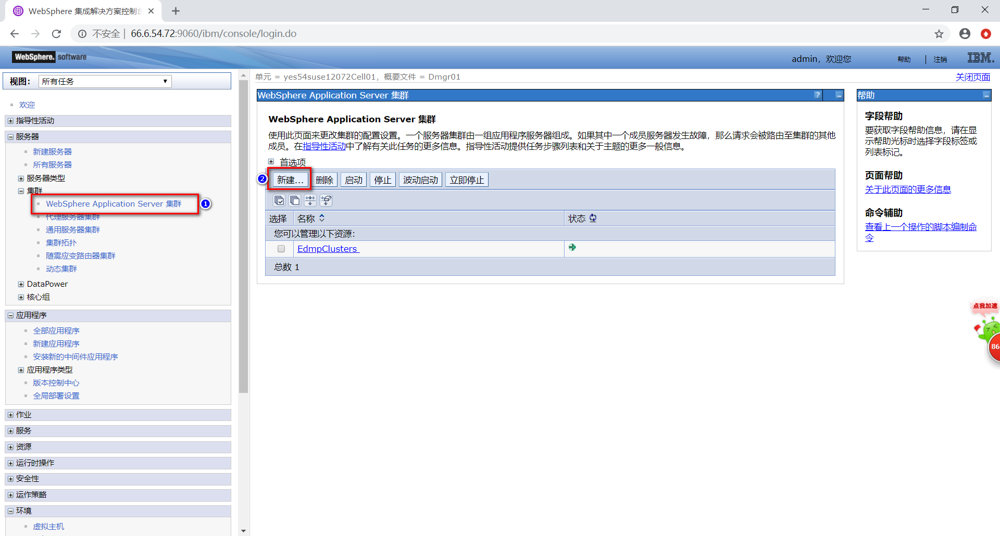 WebSphere 集成解决方案控制台
不安全 | 66.6.54.72:9060/ibm/console/login.do
WebSphere. software
admin，欢迎您
帮助
注销
IBM.
视图：
所有任务
欢迎
指导性活动
服务器
新建服务器
所有服务器
服务器类型
集群
WebSphere Application Server 集群
1
代理服务器集群
通用服务器集群
集群拓扑
随需应变路由器集群
动态集群
DataPower
核心组
应用程序
全部应用程序
新建应用程序
安装新的中间件应用程序
应用程序类型
版本控制中心
全局部署设置
作业
服务
资源
运行时操作
安全性
运作策略
环境
虚拟主机
单元 = yes54suse12072Cell01，概要文件 = Dmgr01
关闭页面
WebSphere Application Server 集群
?
WebSphere Application Server 集群
使用此页面来更改集群的配置设置。一个服务器集群由一组应用程序服务器组成。如果其中一个成员服务器发生故障，那么请求会被路由至集群的其他
成员。在指导性活动中了解有关此任务的更多信息。指导性活动提供任务步骤列表和关于主题的更多一般信息。
首选项
2
新建...
删除
启动
停止
波动启动
立即停止
选择
名称
状态
您可以管理以下资源:
EdmpClusters
总数 1
帮助
字段帮助
要获取字段帮助信息，请在显
示帮助光标时选择字段标签或
列表标记。
页面帮助
关于此页面的更多信息
命令辅助
查看上一个操作的脚本编制命
令
点我加速
86